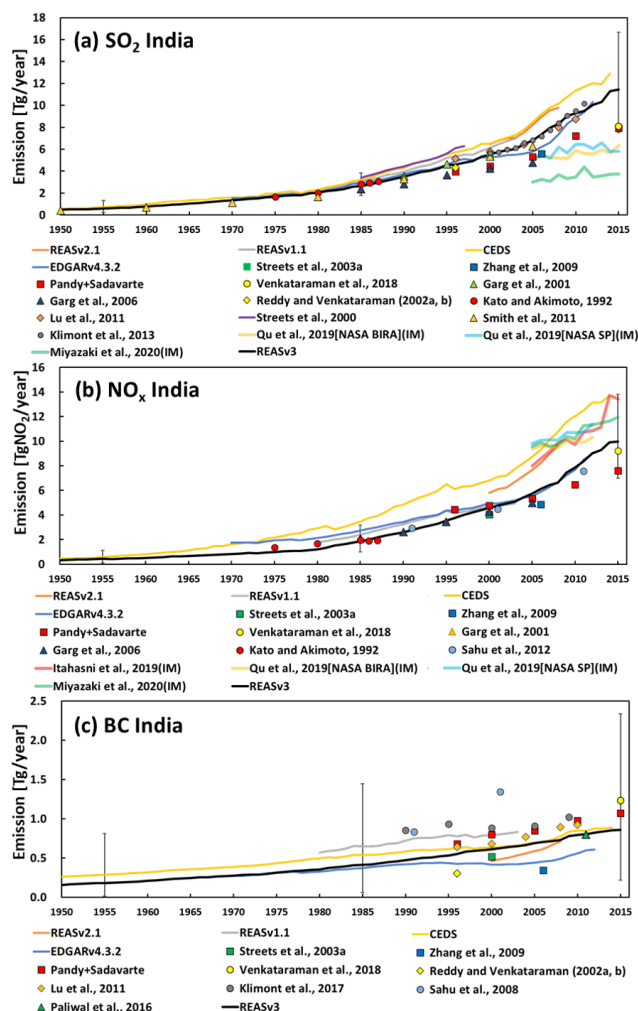 (a) SO2 India
Emission [Tg/year]
18
16
14
12
10
8
6
4
2
0
1950 1955 1960 1965 1970 1975 1980 1985 1990 1995 2000 2005 2010 2015
REASv2.1 REASv1.1 CEDS
EDGARv4.3.2 Streets et al., 2003a Zhang et al., 2009
Pandy+Sadavarte Venkataraman et al., 2018 Garg et al., 2001
Garg et al., 2006 Reddy and Venkataraman (2002a, b) Kato and Akimoto, 1992
Lu et al., 2011 Streets et al., 2000 Smith et al., 2011
Klimont et al., 2013 Qu et al., 2019[NASA BIRA](IM) Qu et al., 2019[NASA SP](IM)
Miyazaki et al., 2020(IM) REASv3
(b) NOx India
Emission [TgNO2/year]
16
14
12
10
8
6
4
2
0
1950 1955 1960 1965 1970 1975 1980 1985 1990 1995 2000 2005 2010 2015
REASv2.1 REASv1.1 CEDS
EDGARv4.3.2 Streets et al., 2003a Zhang et al., 2009
Pandy+Sadavarte Venkataraman et al., 2018 Garg et al., 2001
Garg et al., 2006 Kato and Akimoto, 1992 Sahu et al., 2012
Itahasni et al., 2019(IM) Qu et al., 2019[NASA BIRA](IM) Qu et al., 2019[NASA SP](IM)
Miyazaki et al., 2020(IM) REASv3
(c) BC India
Emission [Tg/year]
2.5
2.0
1.5
1.0
0.5
0.0
1950 1955 1960 1965 1970 1975 1980 1985 1990 1995 2000 2005 2010 2015
REASv2.1 REASv1.1 CEDS
EDGARv4.3.2 Streets et al., 2003a Zhang et al., 2009
Pandy+Sadavarte Venkataraman et al., 2018 Reddy and Venkataraman (2002a, b)
Lu et al., 2011 Klimont et al., 2017 Sahu et al., 2008
Paliwal et al., 2016 REASv3